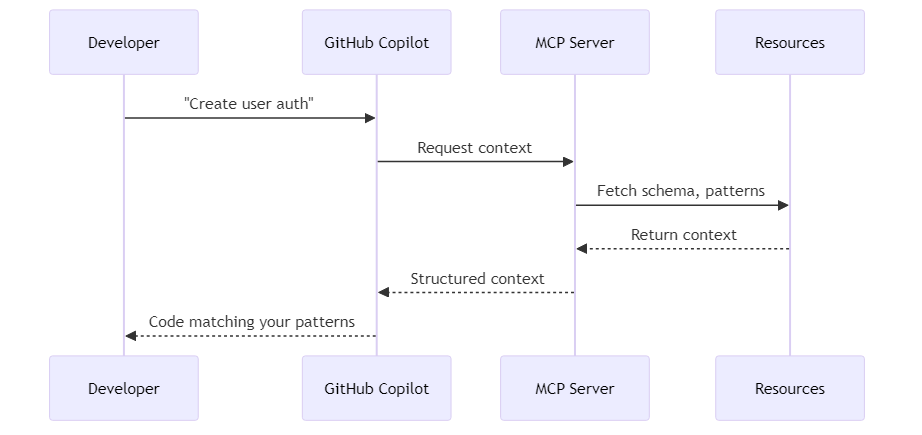 Developer
GitHub Copilot
MCP Server
Resources
"Create user auth"
Request context
Fetch schema, patterns
Return context
Structured context
Code matching your patterns
Developer
GitHub Copilot
MCP Server
Resources